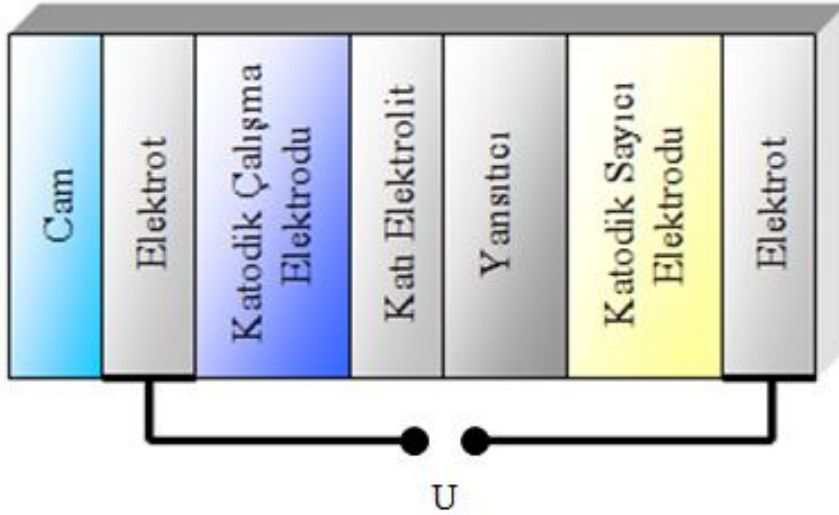 Cam
Elektrot
Katodik Çalışma
Elektrodu
Katı Elektrolit
Yansıtıcı
Katodik Sayıcı
Elektrodu
Elektrot
U